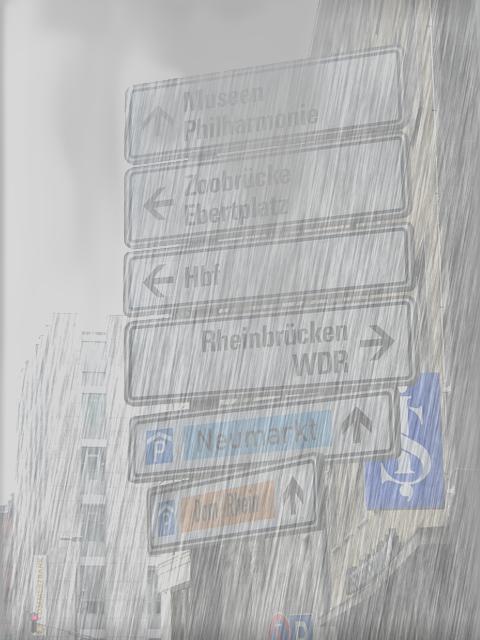 Museen
Philharmonie
Zoobrücke
Ebertplatz
Hbf
Rheinbrücken
WDR
P Neumarkt
P Am Rhein
S